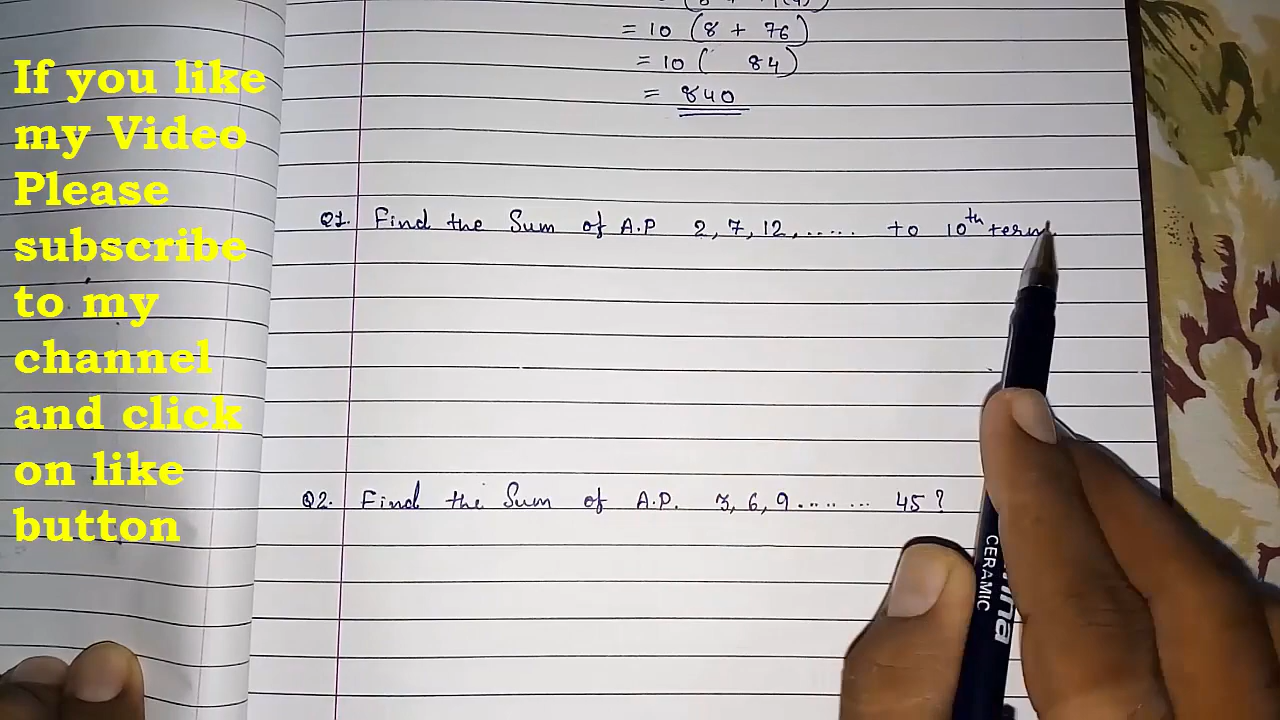 = 10 (8 + 76)
= 10 ( 84)
= 840
If you like
my Video
Please
subscribe
to my
channel
and click
on like
button
Q1. Find the Sum of A.P 2, 7, 12, ..... to 10th term.
Q2. Find the Sum of A.P. 3, 6, 9........ 45 ?
CERAMIC